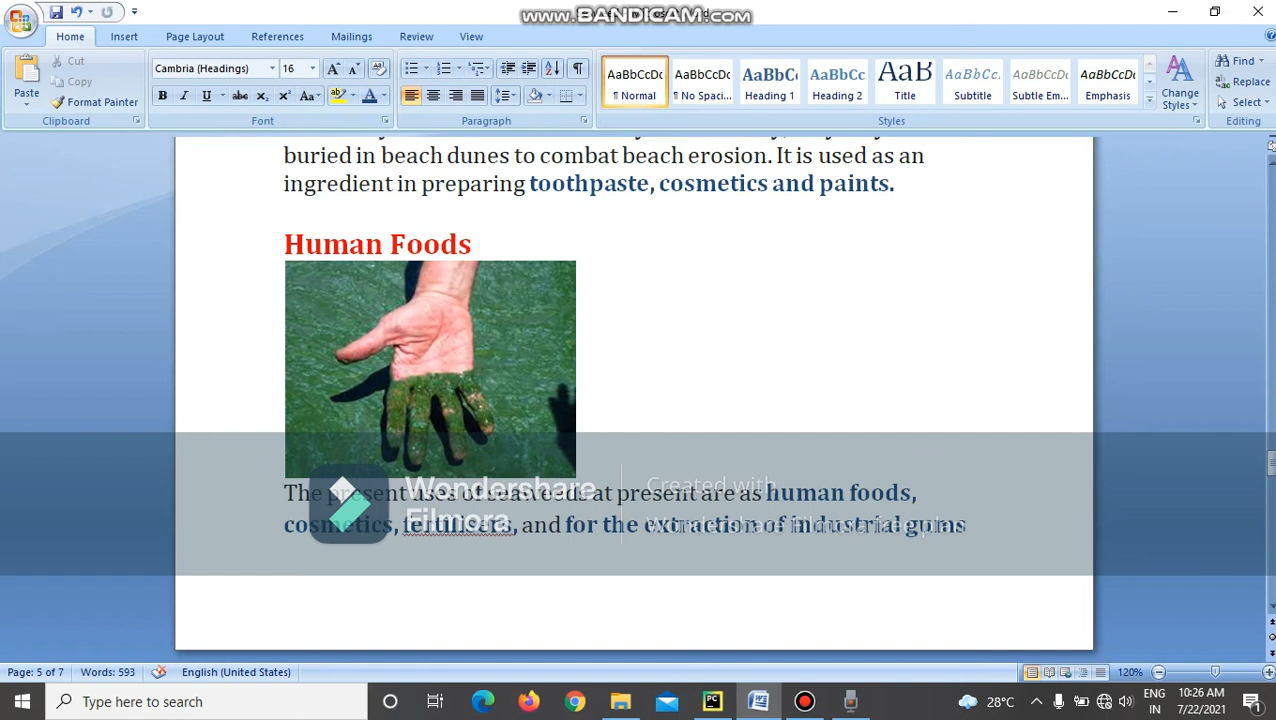 www.BANDICAM.com
Home Insert Page Layout References Mailings Review View
Paste
Cut
Copy
Format Painter
Clipboard
Cambria (Headings) 16
Font
Paragraph
AaBbCcDc AaBbCcDc AaBbCc AaBbCc AaB AaBbCc. AaBbCcDc AaBbCcDc
¶ Normal ¶ No Spaci... Heading 1 Heading 2 Title Subtitle Subtle Em... Emphasis
Change Styles
Styles
Find
Replace
Select
Editing
buried in beach dunes to combat beach erosion. It is used as an
ingredient in preparing toothpaste, cosmetics and paints.
Human Foods
The present uses of seaweeds at present are as human foods,
cosmetics, fertilisers, and for the extraction of industrial gums
Wondershare
Filmora
Created with
Wondershare Filmora free plan
Page: 5 of 7 Words: 593 English (United States) 120%
Type here to search
28°C
ENG
IN
10:26 AM
7/22/2021